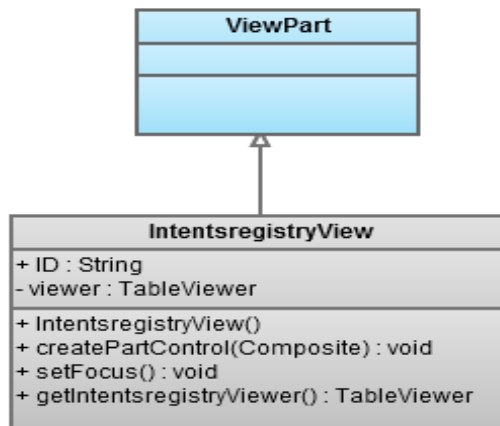 ViewPart
IntentsregistryView
+ ID : String
- viewer : TableViewer
+ IntentsregistryView()
+ createPartControl(Composite) : void
+ setFocus() : void
+ getIntentsregistryViewer() : TableViewer